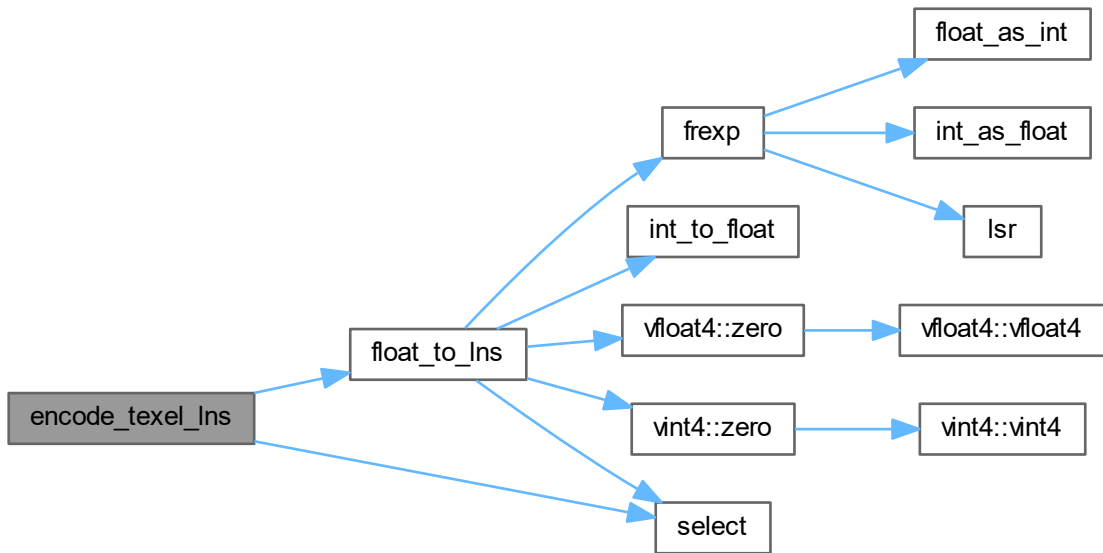 float_as_int
frexp
int_as_float
int_to_float
lsr
float_to_lns
vfloat4::zero
vfloat4::vfloat4
encode_texel_lns
vint4::zero
vint4::vint4
select